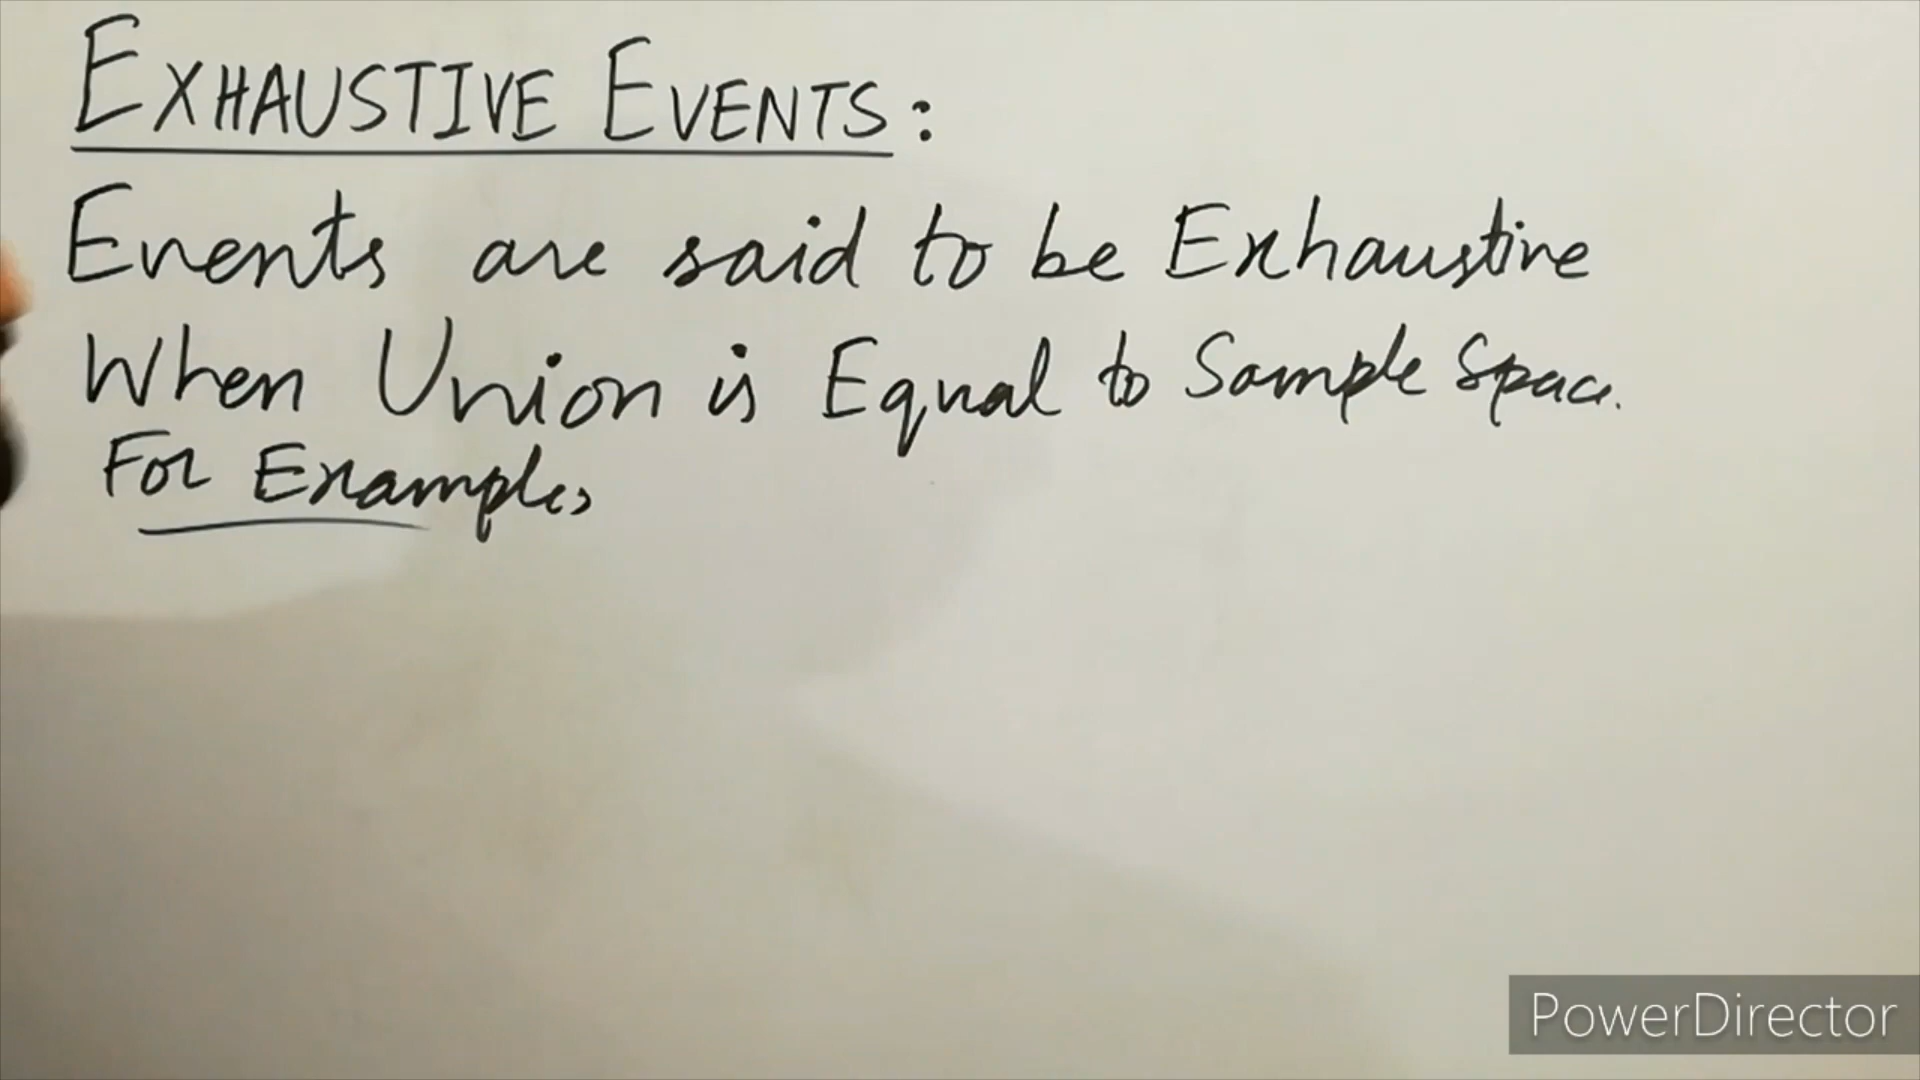 EXHAUSTIVE EVENTS:
Events are said to be Exhaustive
When Union is Equal to Sample Space.
For Example,
PowerDirector